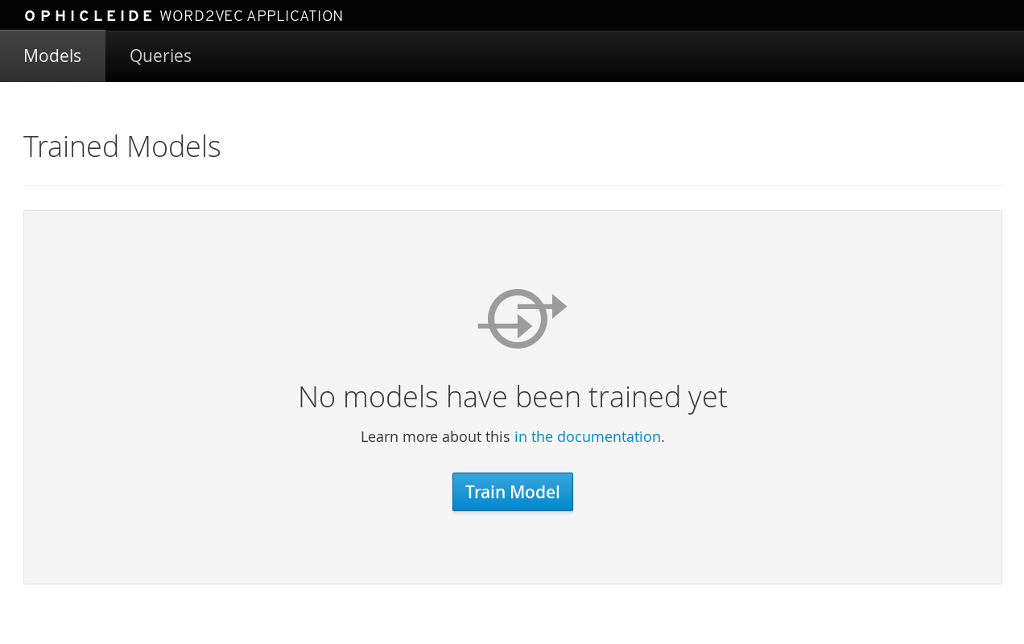 OPHICLEIDE WORD2VEC APPLICATION
Models Queries
Trained Models
No models have been trained yet
Learn more about this in the documentation.
Train Model